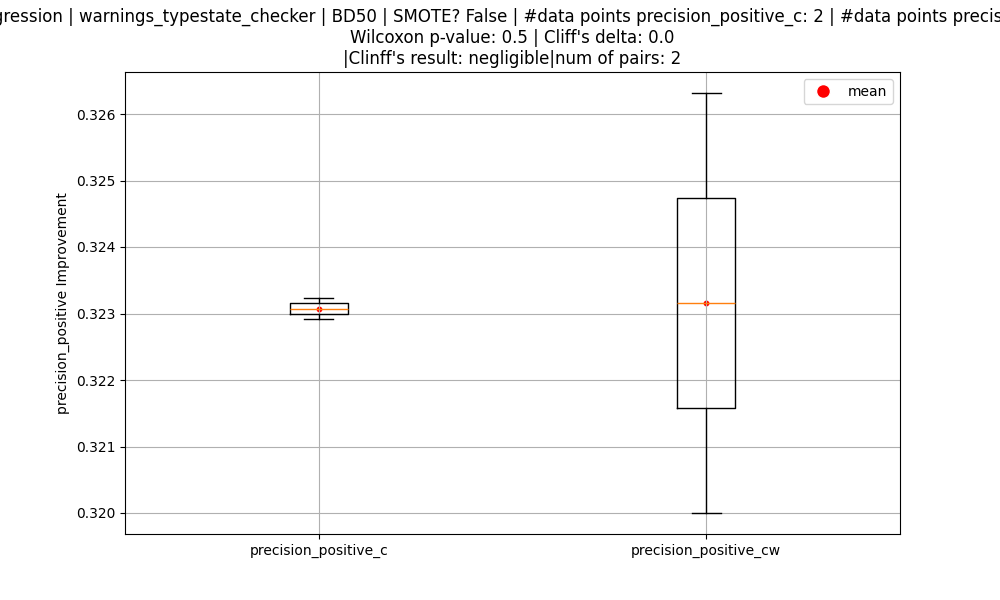 | warnings_typestate_checker | BD50 | SMOTE? False | #data points precision_positive_c: 2 | #data points
Wilcoxon p-value: 0.5 | Cliff's delta: 0.0
|Clinff's result: negligible|num of pairs: 2
mean
0.326
0.325
0.324
0.323
0.322
0.321
0.320
precision_positive Improvement
precision_positive_c
precision_positive_cw